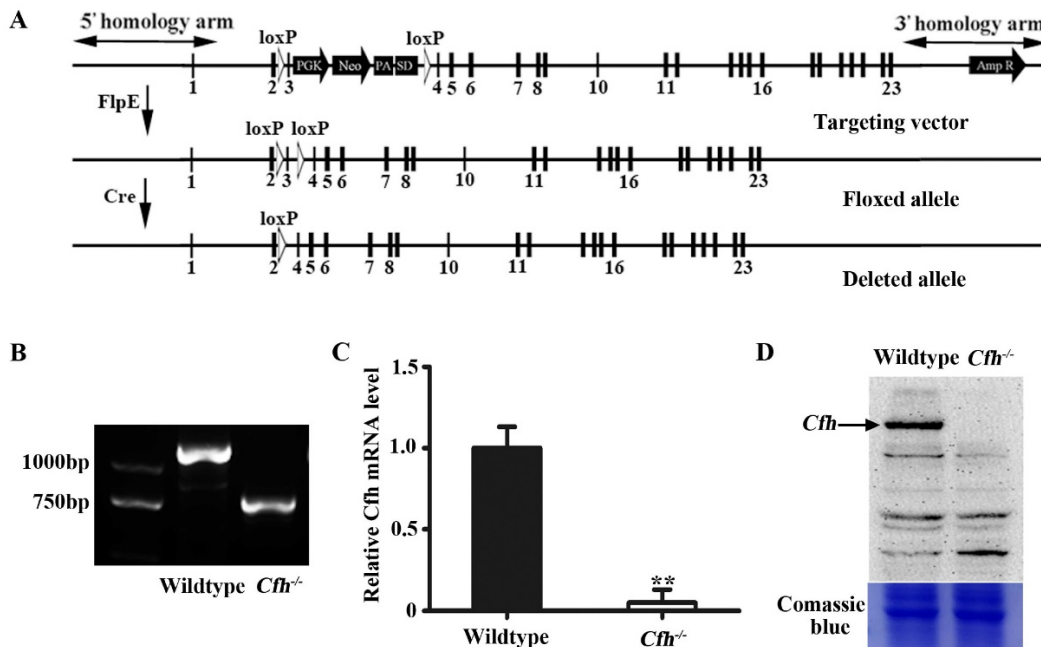 A
5' homology arm
3' homology arm
loxP
PGK Neo PA SD
Amp R
1 2 3 4 5 6 7 8 10 11 16 23
FlpE
Targeting vector
loxP loxP
1 2 3 4 5 6 7 8 10 11 16 23
Cre
Floxed allele
loxP
1 2 4 5 6 7 8 10 11 16 23
Deleted allele
B
1000bp
750bp
Wildtype Cfh-/-
C
Relative Cfh mRNA level
1.5
1.0
0.5
0
**
Wildtype Cfh-/-
D
Wildtype Cfh-/-
Cfh
Comassic
bluc